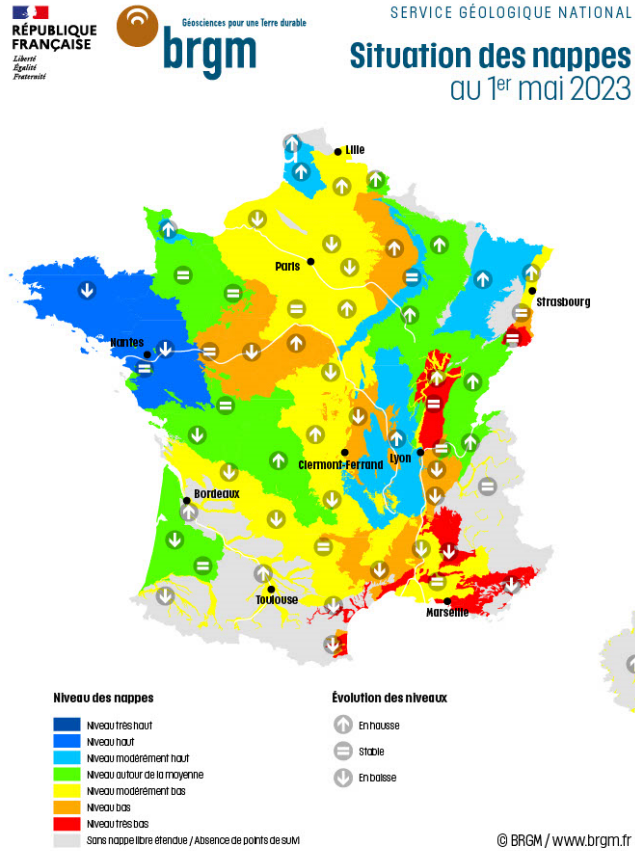 RÉPUBLIQUE
FRANÇAISE
Liberté
Égalité
Fraternité
Géosciences pour une Terre durable
brgm
SERVICE GÉOLOGIQUE NATIONAL
Situation des nappes
au 1er mai 2023
Lille
Paris
Strasbourg
Nantes
Clermont-Ferrand
Lyon
Bordeaux
Toulouse
Marseille
Niveau des nappes
Niveau très haut
Niveau haut
Niveau modérément haut
Niveau autour de la moyenne
Niveau modérément bas
Niveau bas
Niveau très bas
Sans nappe libre étendue / Absence de points de suivi
Évolution des niveaux
En hausse
Stable
En baisse
© BRGM / www.brgm.fr